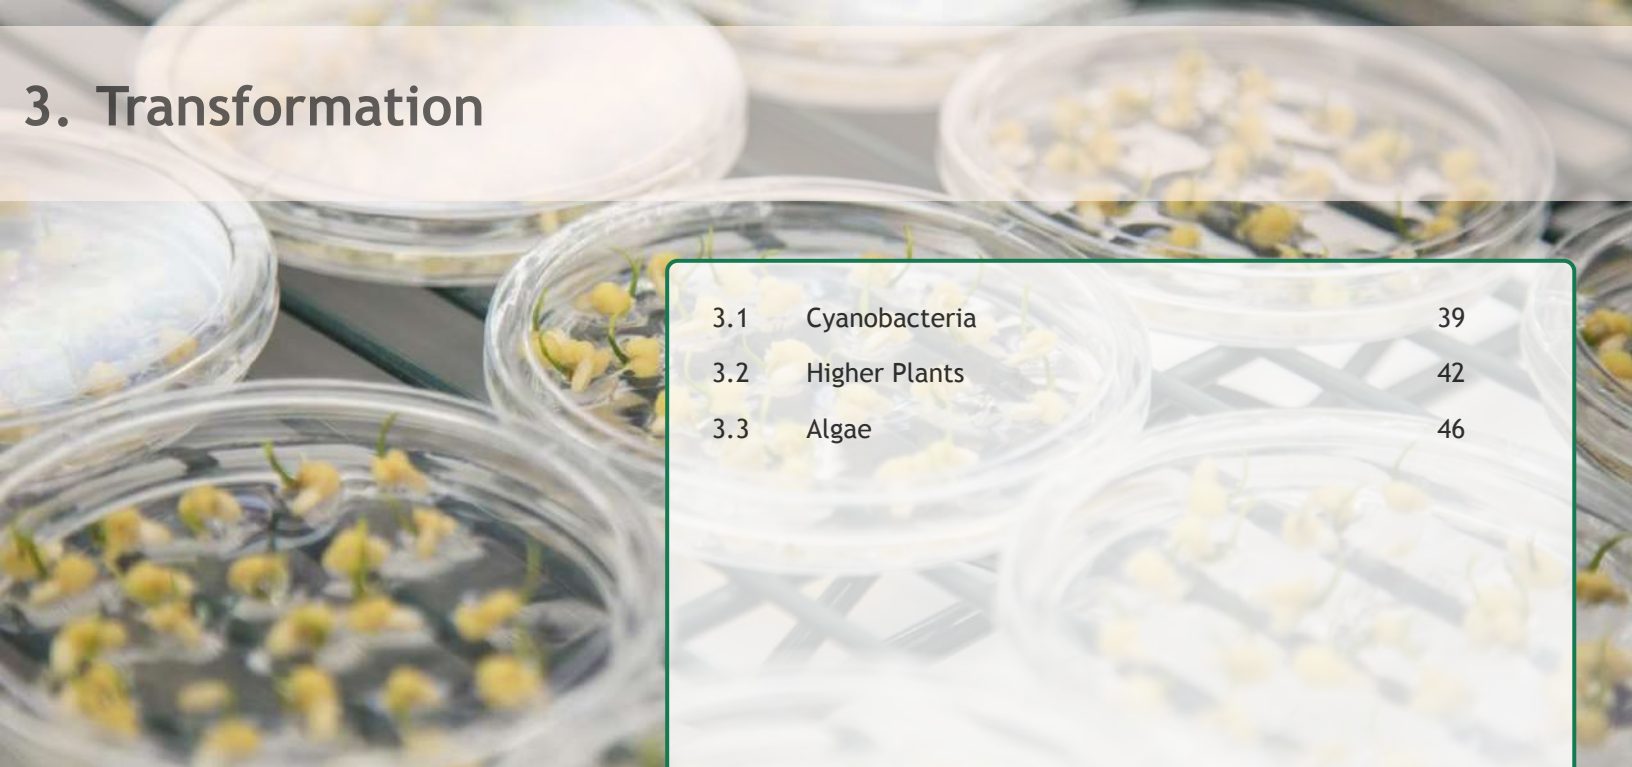 3. Transformation
3.1 Cyanobacteria 39
3.2 Higher Plants 42
3.3 Algae 46